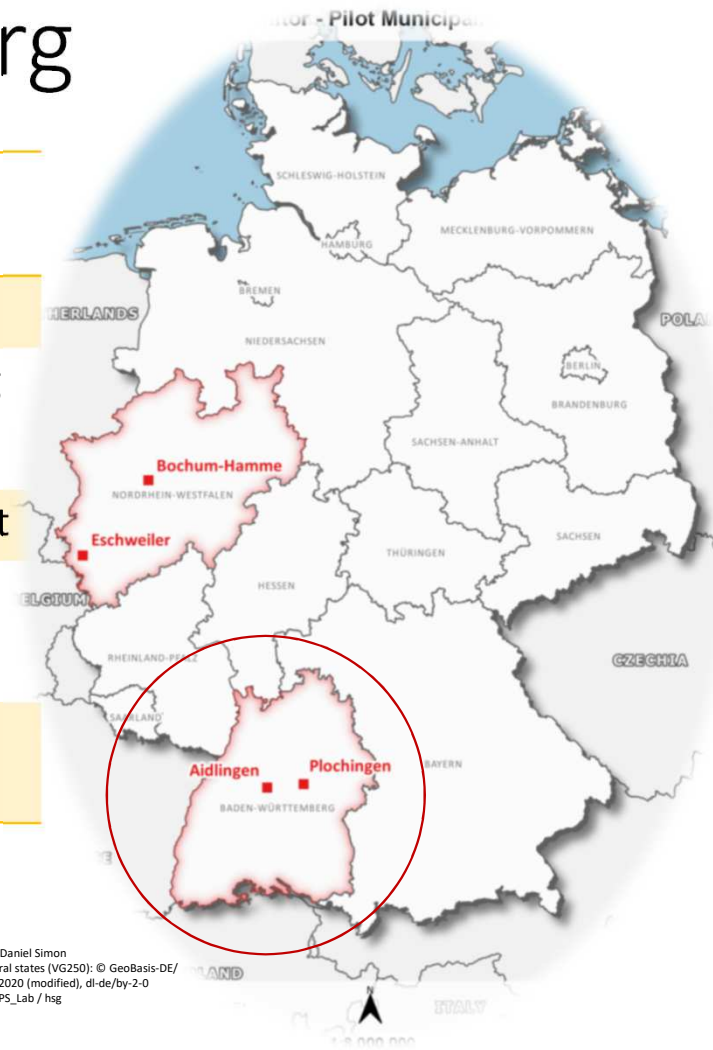 rg
tor - Pilot Municipa
SCHLESWIG-HOLSTEIN
MECKLENBURG-VORPOMMERN
HAMBURG
BREMEN
HERLANDS
POLA
NIEDERSACHSEN
BERLIN
BRANDENBURG
SACHSEN-ANHALT
Bochum-Hamme
NORDRHEIN-WESTFALEN
t
Eschweiler
SACHSEN
THÜRINGEN
HESSEN
ELGIUM
RHEINLAND-PFALZ
CZECHIA
SAARLAND
Aidlingen
Plochingen
BAYERN
BADEN-WÜRTTEMBERG
Daniel Simon
ral states (VG250): © GeoBasis-DE/
2020 (modified), dl-de/by-2-0
PS_Lab / hsg
LAND
N
ITALY